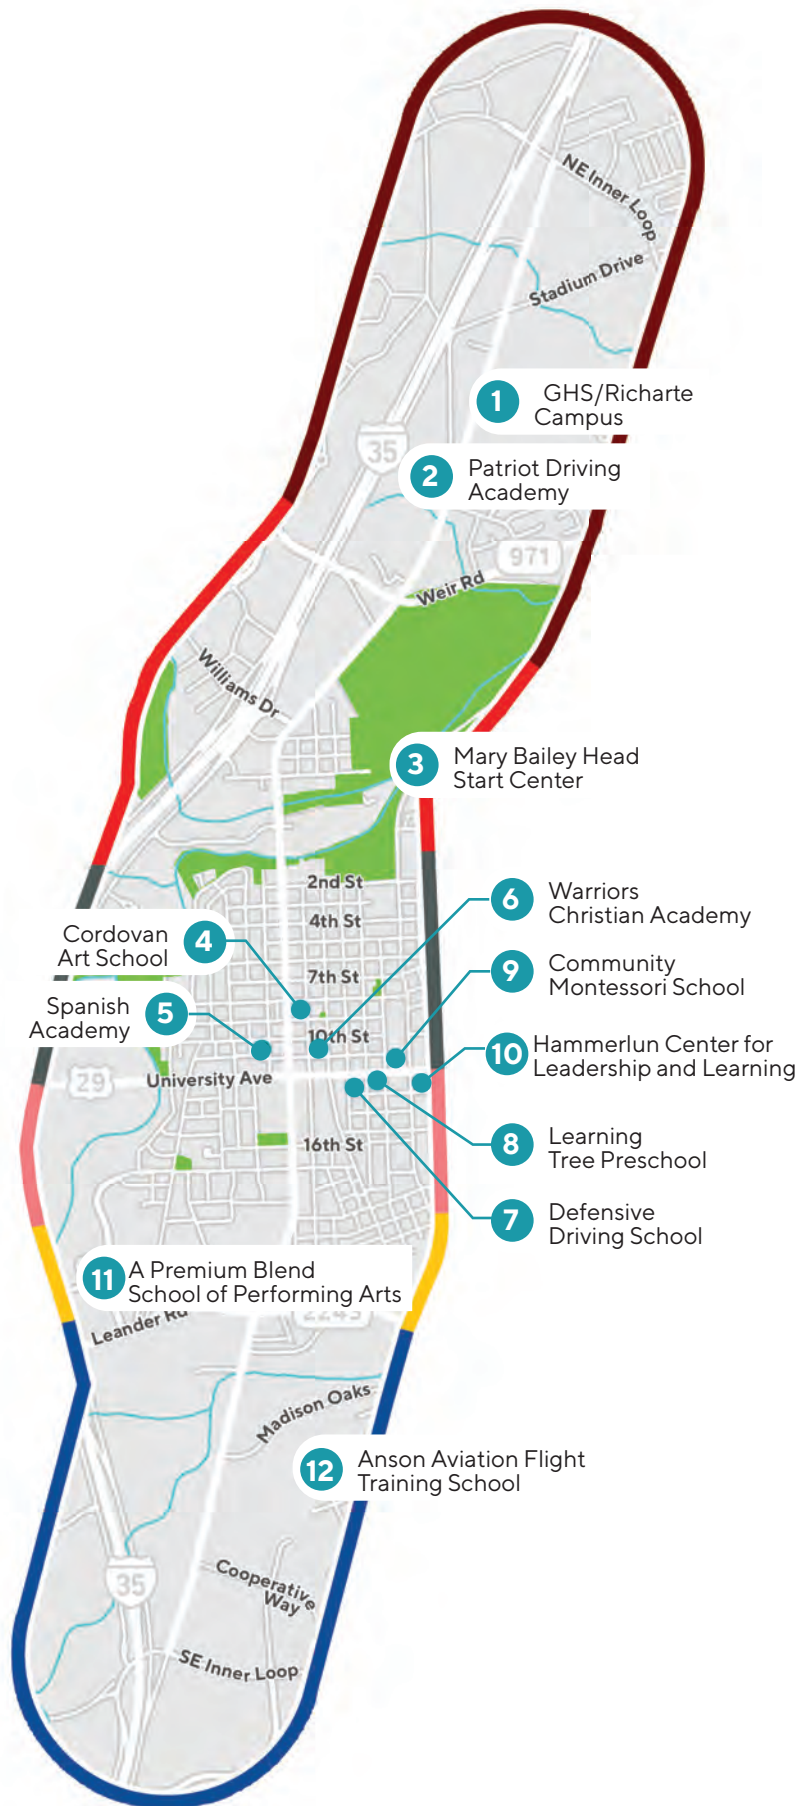 NE Inner Loop
Stadium Drive
1
GHS/Richarte
Campus
35
2
Patriot Driving
Academy
971
Weir Rd
Williams Dr
3
Mary Bailey Head
Start Center
2nd St
6
Warriors
Christian Academy
4th St
Cordovan
Art School
4
7th St
9
Community
Montessori School
Spanish
Academy
5
10th St
10
Hammerlun Center for
Leadership and Learning
29
University Ave
16th St
8
Learning
Tree Preschool
7
Defensive
Driving School
11
A Premium Blend
School of Performing Arts
2243
Leander Rd
Madison Oaks
12
Anson Aviation Flight
Training School
35
Cooperative
Way
SE Inner Loop